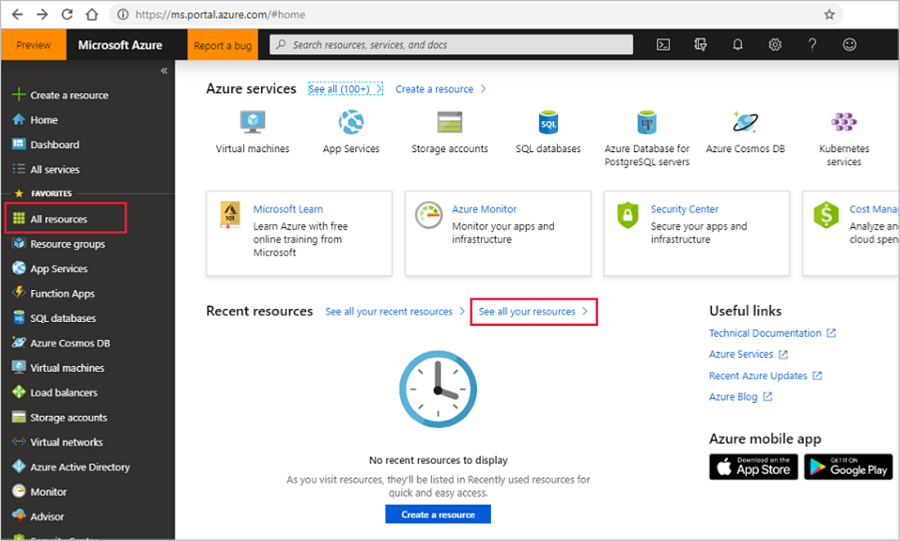 https://ms.portal.azure.com/#home
Preview
Microsoft Azure
Report a bug
Search resources, services, and docs
Create a resource
Home
Dashboard
All services
FAVORITES
All resources
Resource groups
App Services
Function Apps
SQL databases
Azure Cosmos DB
Virtual machines
Load balancers
Storage accounts
Virtual networks
Azure Active Directory
Monitor
Advisor
Azure services
See all (100+)
Create a resource
Virtual machines
App Services
Storage accounts
SQL
SQL databases
Azure Database for
PostgreSQL servers
Azure Cosmos DB
Kubernetes
services
101
Microsoft Learn
Learn Azure with free
online training from
Microsoft
Azure Monitor
Monitor your apps and
infrastructure
Security Center
Secure your apps and
infrastructure
Cost Mana
Analyze an
cloud spen
Recent resources
See all your recent resources
See all your resources
No recent resources to display
As you visit resources, they'll be listed in Recently used resources for
quick and easy access.
Create a resource
Useful links
Technical Documentation
Azure Services
Recent Azure Updates
Azure Blog
Azure mobile app
Download on the
App Store
GET IT ON
Google Play